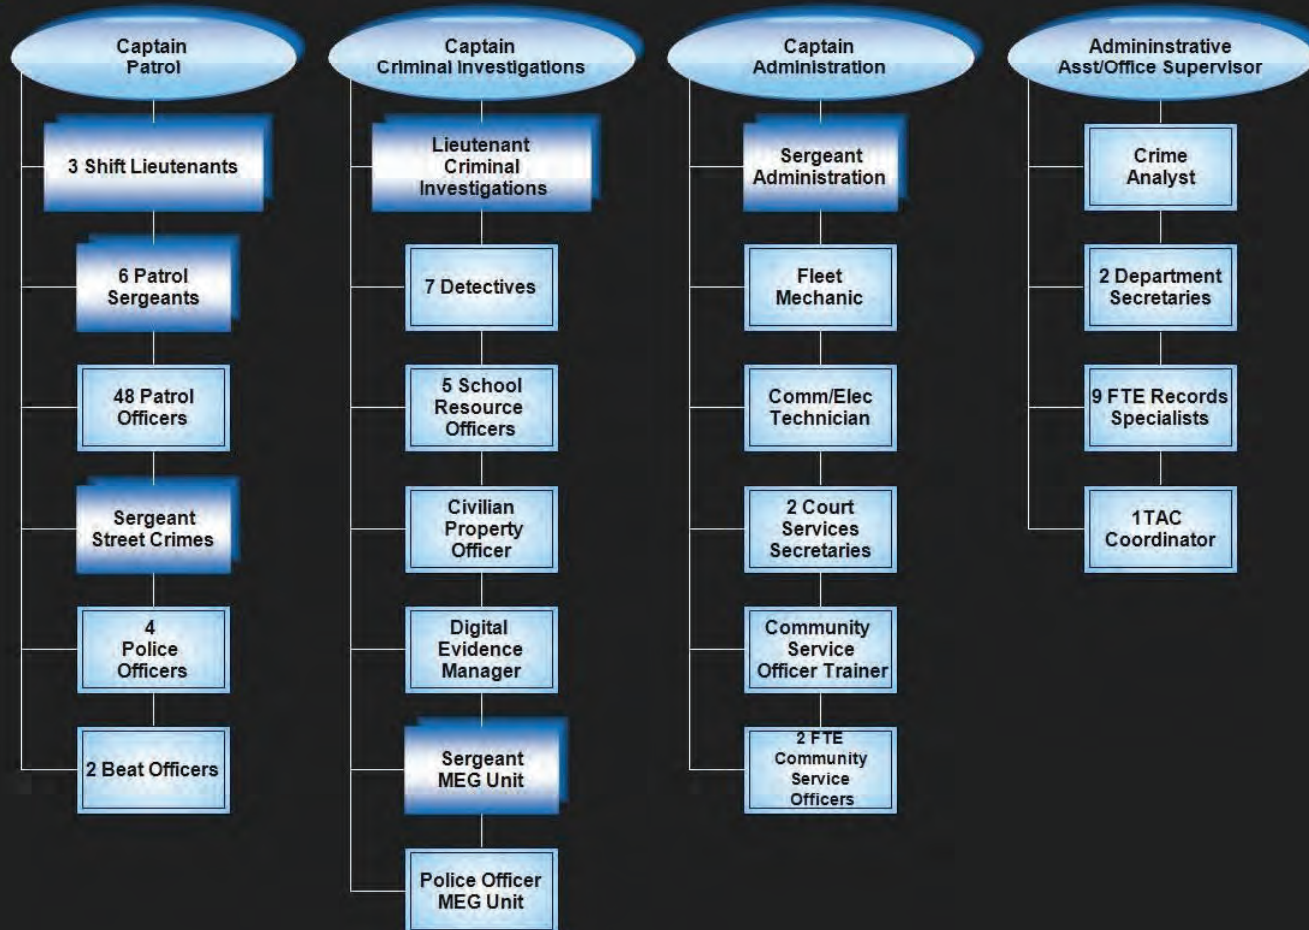 Captain
Patrol
3 Shift Lieutenants
6 Patrol
Sergeants
48 Patrol
Officers
Sergeant
Street Crimes
4
Police
Officers
2 Beat Officers
Captain
Criminal Investigations
Lieutenant
Criminal
Investigations
7 Detectives
5 School
Resource
Officers
Civilian
Property
Officer
Digital
Evidence
Manager
Sergeant
MEG Unit
Police Officer
MEG Unit
Captain
Administration
Sergeant
Administration
Fleet
Mechanic
Comm/Elec
Technician
2 Court
Services
Secretaries
Community
Service
Officer Trainer
2 FTE
Community
Service
Officers
Admininstrative
Asst/Office Supervisor
Crime
Analyst
2 Department
Secretaries
9 FTE Records
Specialists
1TAC
Coordinator